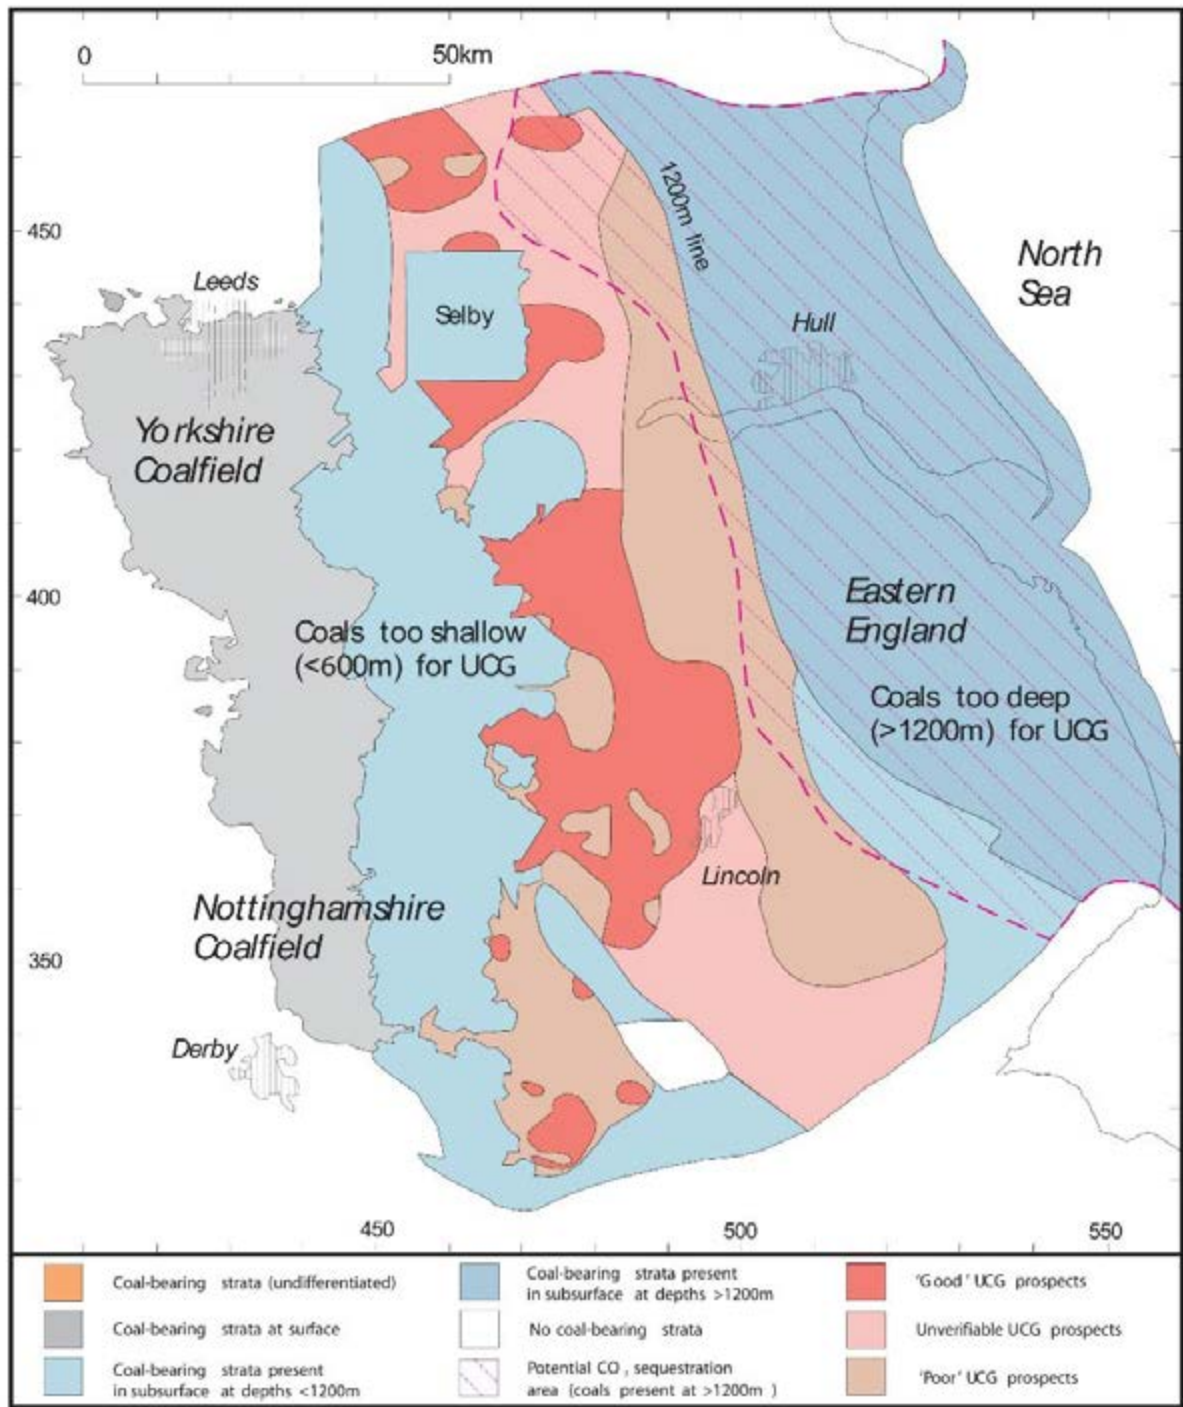 0 50km
450
Leeds
Selby
1200m line
North
Sea
Hull
Yorkshire
Coalfield
400
Coals too shallow
(<600m) for UCG
Eastern
England
Coals too deep
(>1200m) for UCG
Lincoln
Nottinghamshire
Coalfield
350
Derby
450 500 550
Coal-bearing strata (undifferentiated)
Coal-bearing strata at surface
Coal-bearing strata present
in subsurface at depths <1200m
Coal-bearing strata present
in subsurface at depths >1200m
No coal-bearing strata
Potential CO₂ sequestration
area (coals present at >1200m )
'Good' UCG prospects
Unverifiable UCG prospects
'Poor' UCG prospects